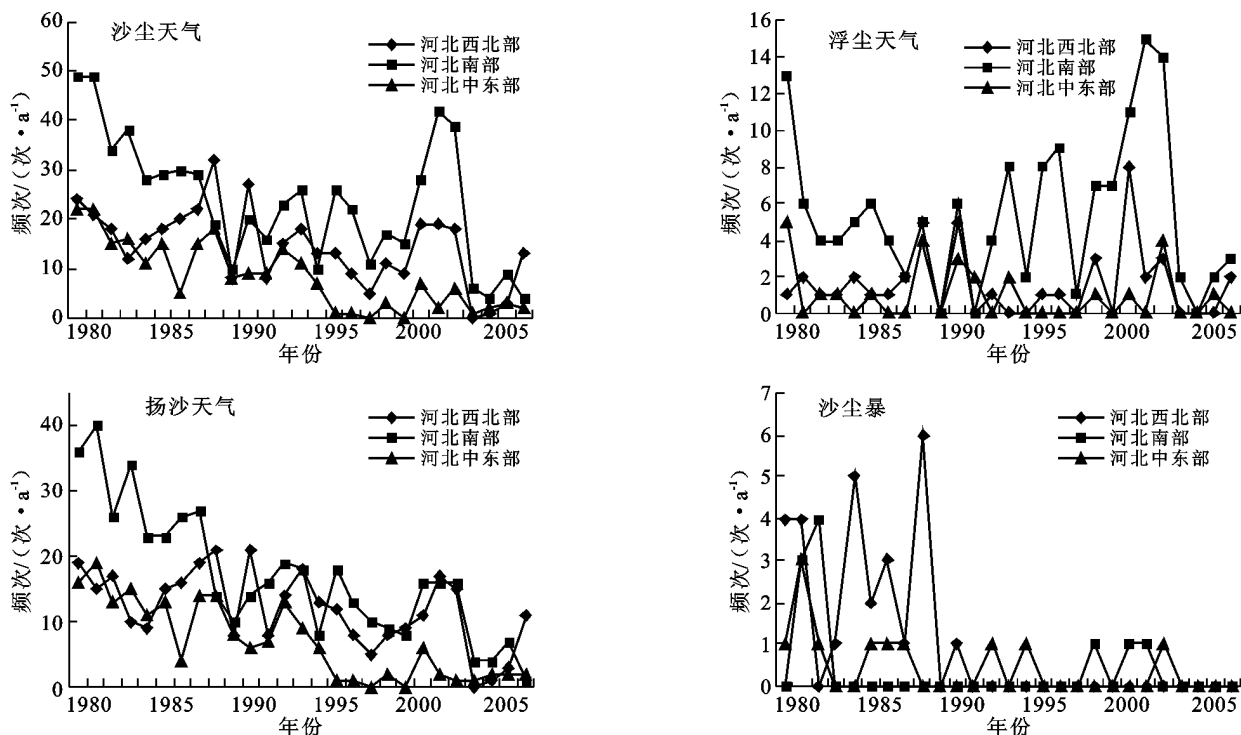 沙尘天气
河北西北部
河北南部
河北中东部
频次/(次·a⁻¹)
60
50
40
30
20
10
0
1980 1985 1990 1995 2000 2005
年份
浮尘天气
河北西北部
河北南部
河北中东部
频次/(次·a⁻¹)
16
14
12
10
8
6
4
2
0
1980 1985 1990 1995 2000 2005
年份
扬沙天气
河北西北部
河北南部
河北中东部
频次/(次·a⁻¹)
40
30
20
10
0
1980 1985 1990 1995 2000 2005
年份
沙尘暴
河北西北部
河北南部
河北中东部
频次/(次·a⁻¹)
7
6
5
4
3
2
1
0
1980 1985 1990 1995 2000 2005
年份